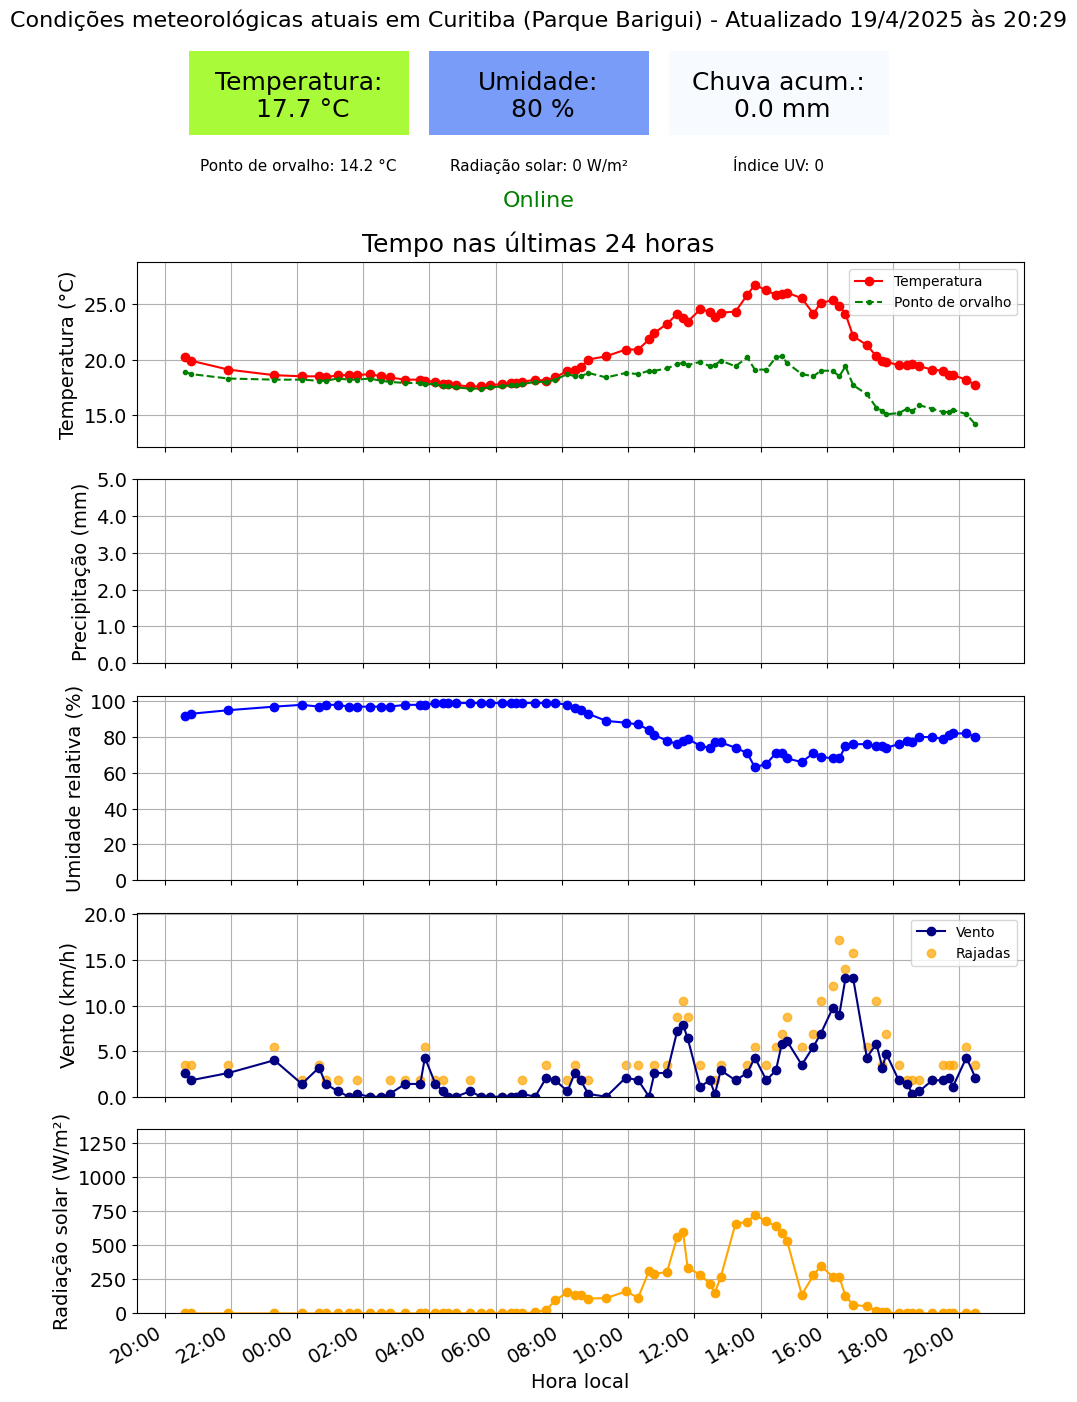 Condições meteorológicas atuais em Curitiba (Parque Barigui) - Atualizado 19/4/2025 às 20:29
Temperatura:
17.7 °C
Umidade:
80 %
Chuva acum.:
0.0 mm
Ponto de orvalho: 14.2 °C
Radiação solar: 0 W/m²
Índice UV: 0
Online
Tempo nas últimas 24 horas
Temperatura (°C)
25.0
20.0
15.0
Temperatura
Ponto de orvalho
Precipitação (mm)
5.0
4.0
3.0
2.0
1.0
0.0
Umidade relativa (%)
100
80
60
40
20
0
Vento (km/h)
20.0
15.0
10.0
5.0
0.0
Vento
Rajadas
Radiação solar (W/m²)
1250
1000
750
500
250
0
20:00
22:00
00:00
02:00
04:00
06:00
08:00
10:00
12:00
14:00
16:00
18:00
20:00
Hora local